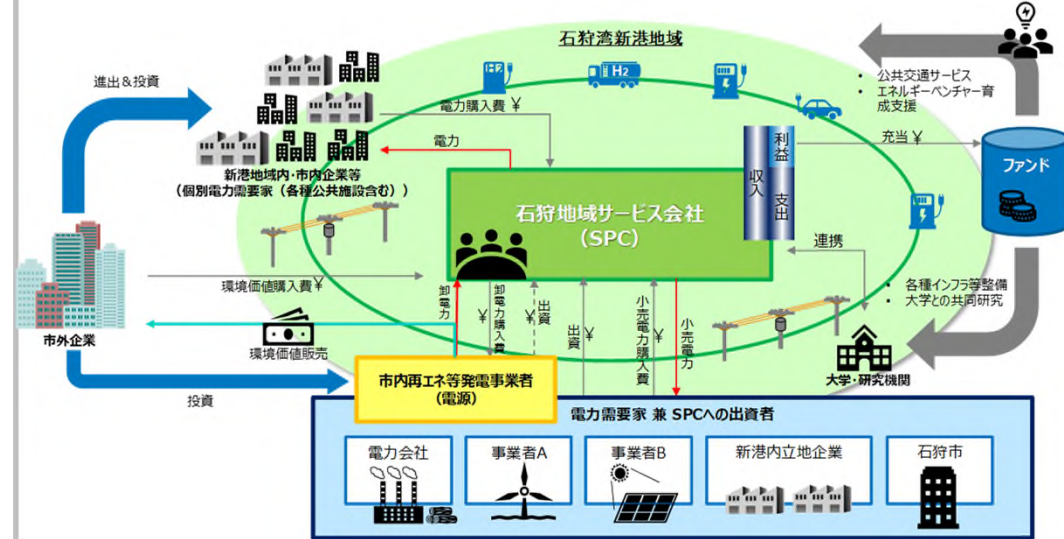 石狩湾新港地域
進出＆投資
電力購入費 ¥
電力
新港地域内・市内企業等
（個別電力需要家（各種公共施設含む））
H2
H2
• 公共交通サービス
• エネルギーベンチャー育
成支援
充当 ¥
ファンド
利益
収入
支出
石狩地域サービス会社
（SPC）
連携
• 各種インフラ等整備
• 大学との共同研究
大学・研究機関
環境価値購入費 ¥
市外企業
環境価値販売
投資
卸電力
卸電力購入費 ¥
出資 ¥
出資 ¥
小売電力購入費 ¥
小売電力
市内再エネ等発電事業者
（電源）
電力需要家 兼 SPCへの出資者
電力会社
事業者A
事業者B
新港内立地企業
石狩市